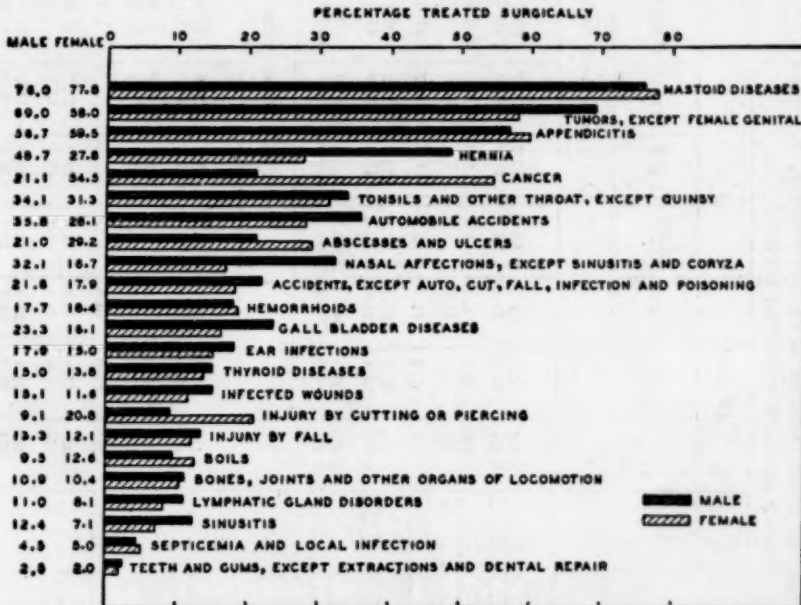 PERCENTAGE TREATED SURGICALLY
MALE FEMALE 0 10 20 30 40 50 60 70 80
76.0 77.8 MASTOID DISEASES
69.0 58.0 TUMORS, EXCEPT FEMALE GENITAL
56.7 59.5 APPENDICITIS
48.7 27.8 HERNIA
21.1 54.5 CANCER
34.1 31.3 TONSILS AND OTHER THROAT, EXCEPT QUINSY
35.8 28.1 AUTOMOBILE ACCIDENTS
21.0 29.2 ABSCESSES AND ULCERS
32.1 16.7 NASAL AFFECTIONS, EXCEPT SINUSITIS AND CORYZA
21.8 17.9 ACCIDENTS, EXCEPT AUTO, CUT, FALL, INFECTION AND POISONING
17.7 18.4 HEMORRHOIDS
23.3 16.1 GALL BLADDER DISEASES
17.9 15.0 EAR INFECTIONS
15.0 13.8 THYROID DISEASES
15.1 11.6 INFECTED WOUNDS
9.1 20.8 INJURY BY CUTTING OR PIERCING
13.3 12.1 INJURY BY FALL
9.5 12.6 BOILS
10.9 10.4 BONES, JOINTS AND OTHER ORGANS OF LOCOMOTION
11.0 8.1 LYMPHATIC GLAND DISORDERS
MALE
12.4 7.1 SINUSITIS
FEMALE
4.5 5.0 SEPTICEMIA AND LOCAL INFECTION
2.5 2.0 TEETH AND GUMS, EXCEPT EXTRACTIONS AND DENTAL REPAIR